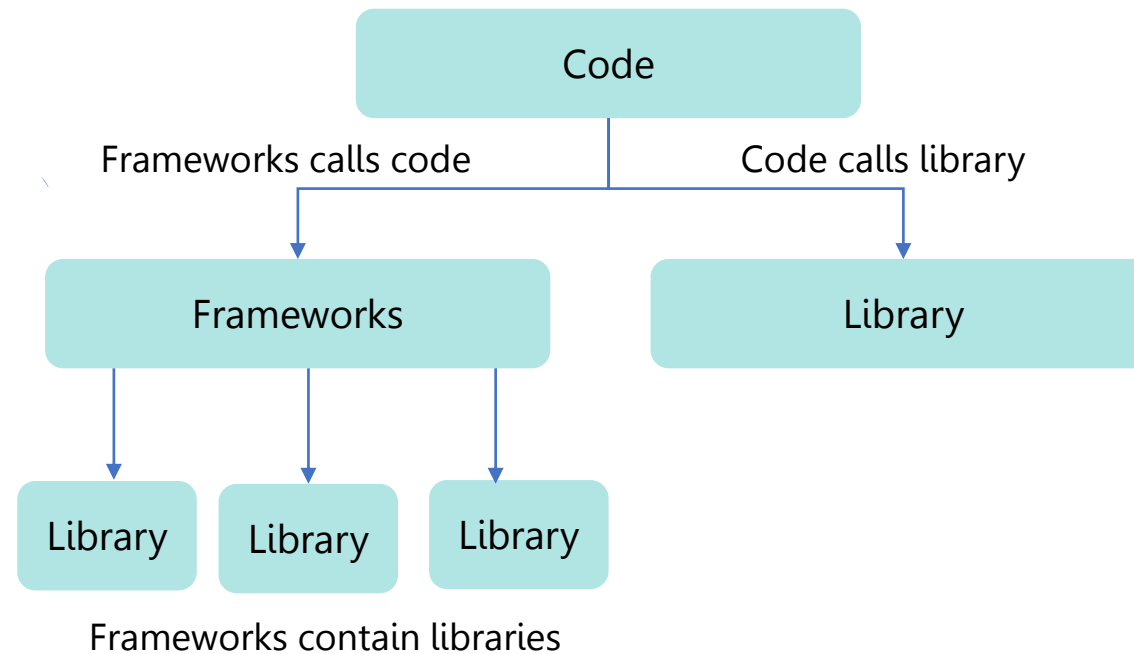 Code
Frameworks calls code
Code calls library
Frameworks
Library
Library
Library
Library
Frameworks contain libraries